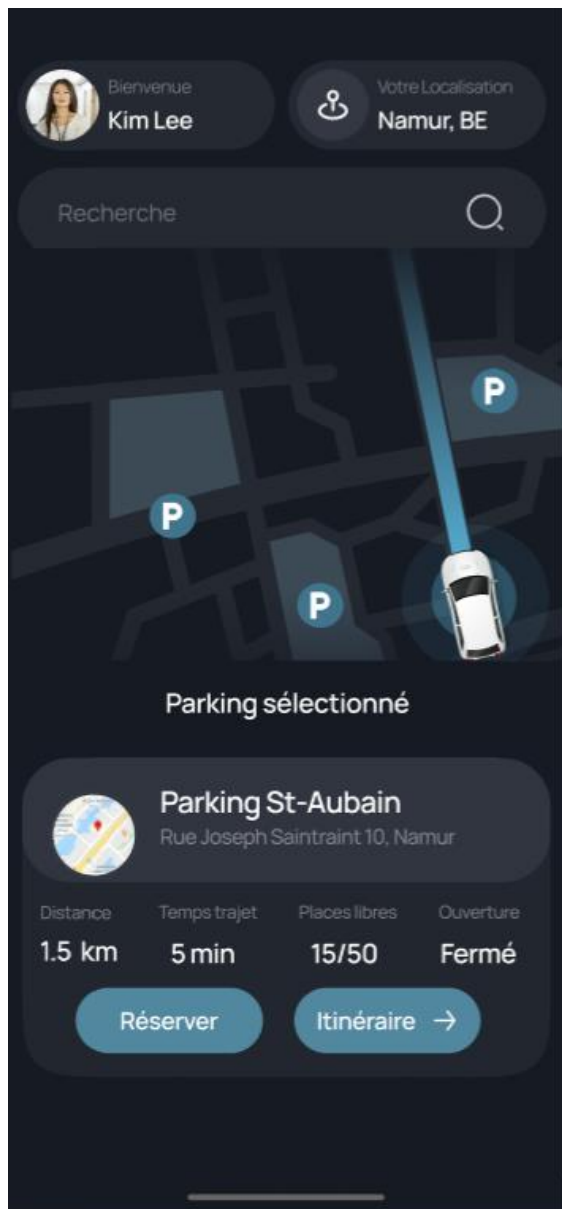 Bienvenue
Kim Lee
Votre Localisation
Namur, BE
Recherche
P
P
P
Parking sélectionné
Parking St-Aubain
Rue Joseph Saintraint 10, Namur
Distance Temps trajet Places libres Ouverture
1.5 km 5 min 15/50 Fermé
Réserver Itinéraire →